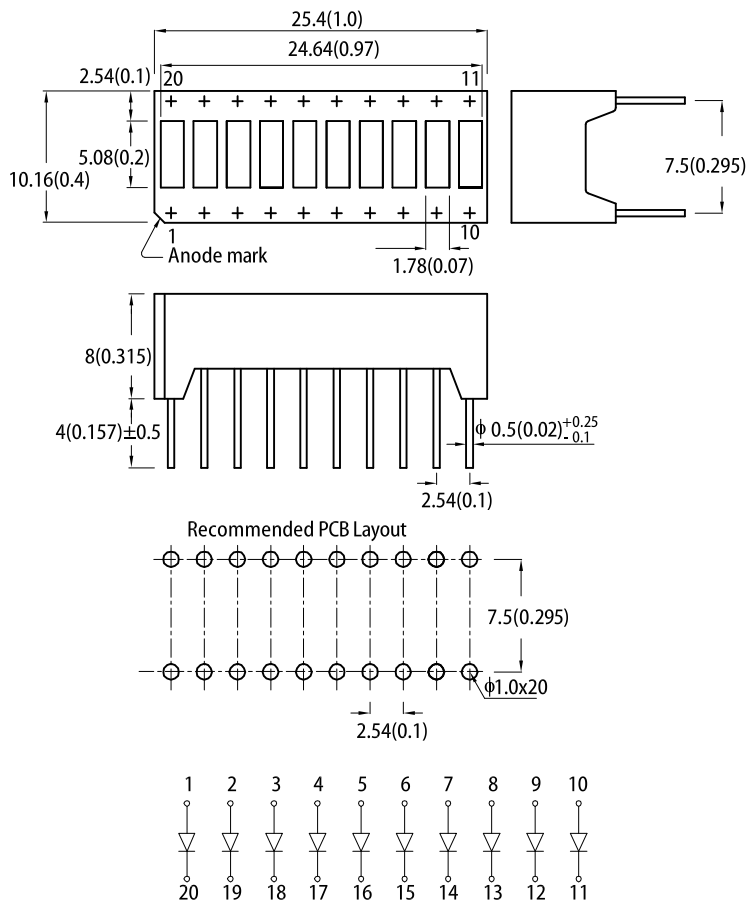 25.4(1.0)
24.64(0.97)
2.54(0.1)
20
11
5.08(0.2)
10.16(0.4)
7.5(0.295)
1
10
Anode mark
1.78(0.07)
8(0.315)
4(0.157)±0.5
ϕ 0.5(0.02)+0.25 -0.1
2.54(0.1)
Recommended PCB Layout
7.5(0.295)
ϕ1.0x20
2.54(0.1)
1 2 3 4 5 6 7 8 9 10
20 19 18 17 16 15 14 13 12 11